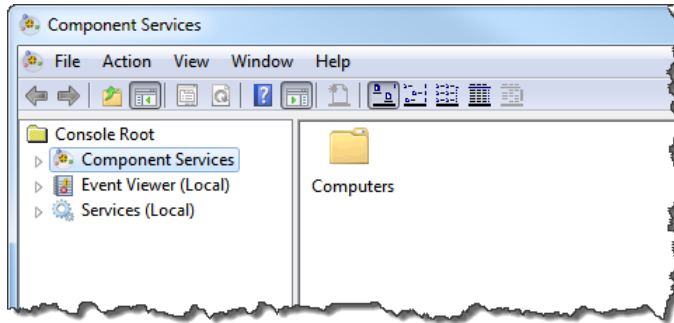 Component Services
File Action View Window Help
Console Root
Component Services
Event Viewer (Local)
Services (Local)
Computers